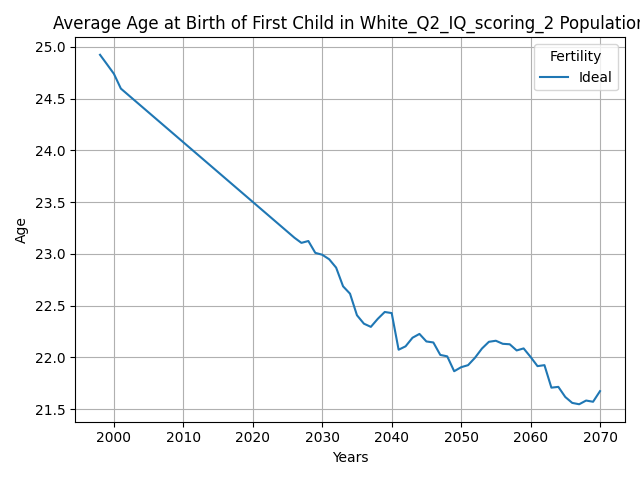 Average Age at Birth of First Child in White_Q2_IQ_scoring_2 Population
Fertility
Ideal
25.0
24.5
24.0
23.5
23.0
22.5
22.0
21.5
Age
2000 2010 2020 2030 2040 2050 2060 2070
Years